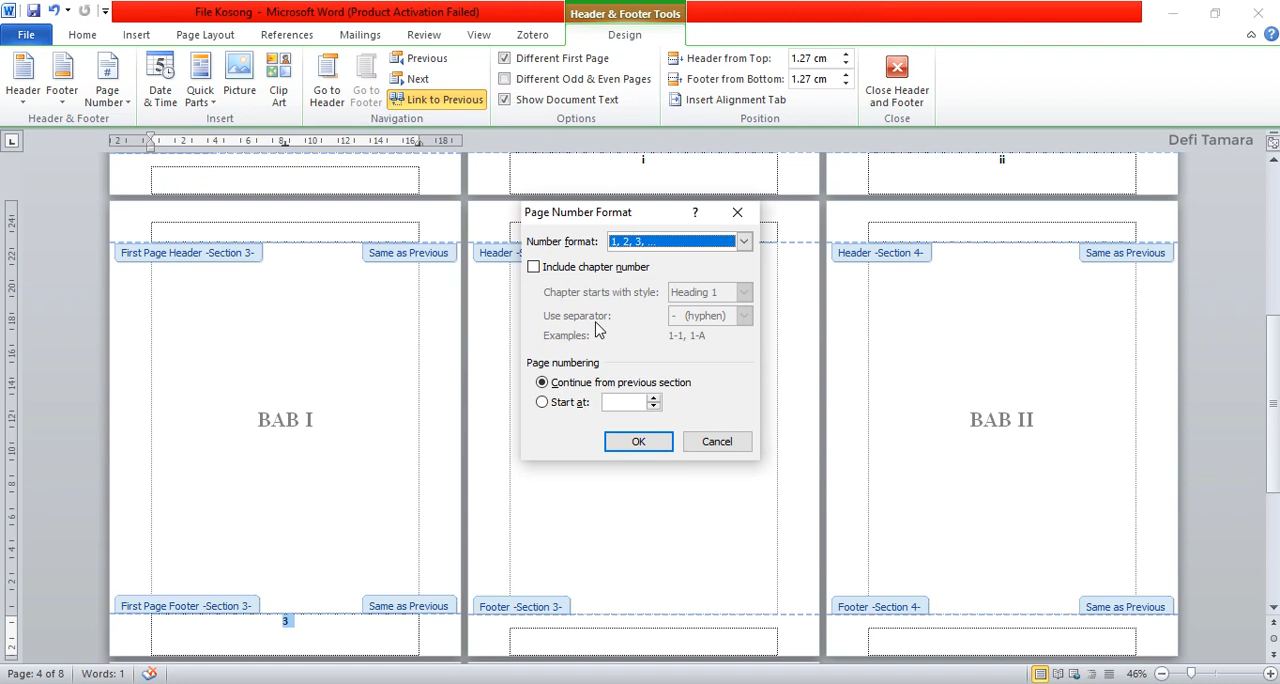 File Kosong - Microsoft Word (Product Activation Failed)
Header & Footer Tools
File Home Insert Page Layout References Mailings Review View Zotero Design
Header Footer Page Number
Header & Footer
Date & Time Quick Parts Picture Clip Art
Insert
Go to Header Go to Footer
Previous
Next
Link to Previous
Navigation
Different First Page
Different Odd & Even Pages
Show Document Text
Options
Header from Top: 1.27 cm
Footer from Bottom: 1.27 cm
Insert Alignment Tab
Position
Close Header and Footer
Close
Defi Tamara
i
ii
Page Number Format
Number format: 1, 2, 3, ...
Include chapter number
Chapter starts with style: Heading 1
Use separator: - (hyphen)
Examples: 1-1, 1-A
Page numbering
Continue from previous section
Start at:
OK Cancel
First Page Header -Section 3- Same as Previous
Header -S
Header -Section 4- Same as Previous
BAB I
BAB II
First Page Footer -Section 3- Same as Previous
3
Footer -Section 3-
Footer -Section 4- Same as Previous
Page: 4 of 8 Words: 1
46%